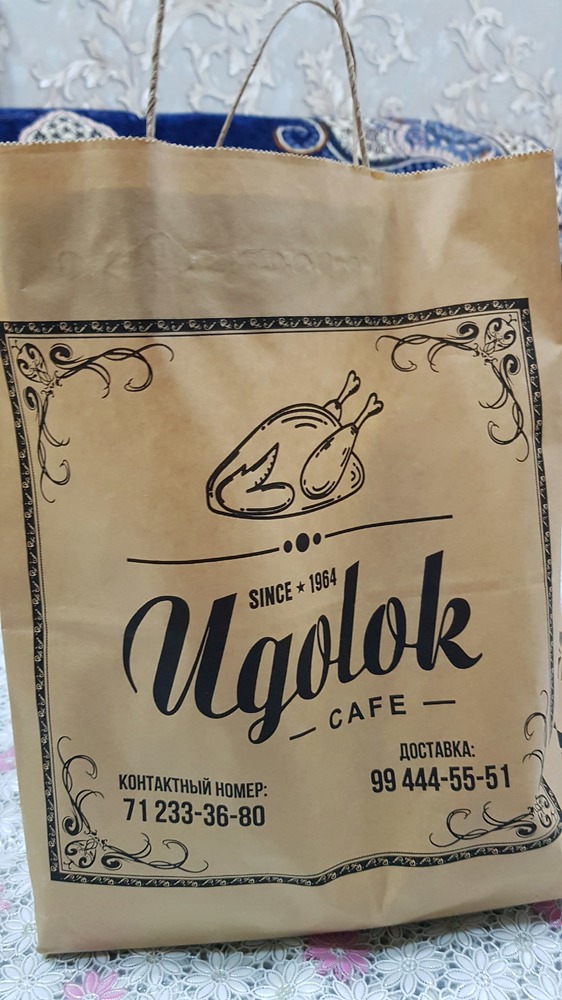 SINCE ★ 1964
Ugolok
— CAFE —
ДОСТАВКА:
99 444-55-51
КОНТАКТНЫЙ НОМЕР:
71 233-36-80